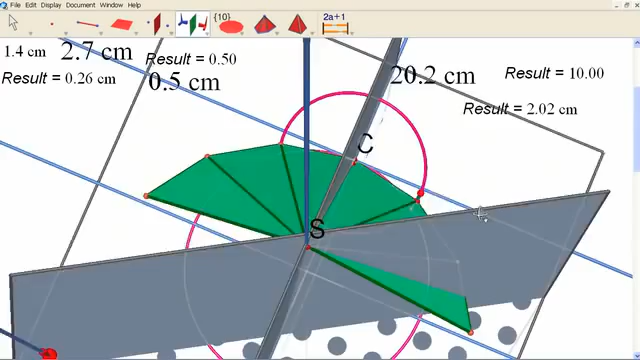 File Edit Display Document Window Help
{10} 2a+1
1.4 cm 2.7 cm Result = 0.50 20.2 cm Result = 10.00
Result = 0.26 cm 0.5 cm Result = 2.02 cm
C
S